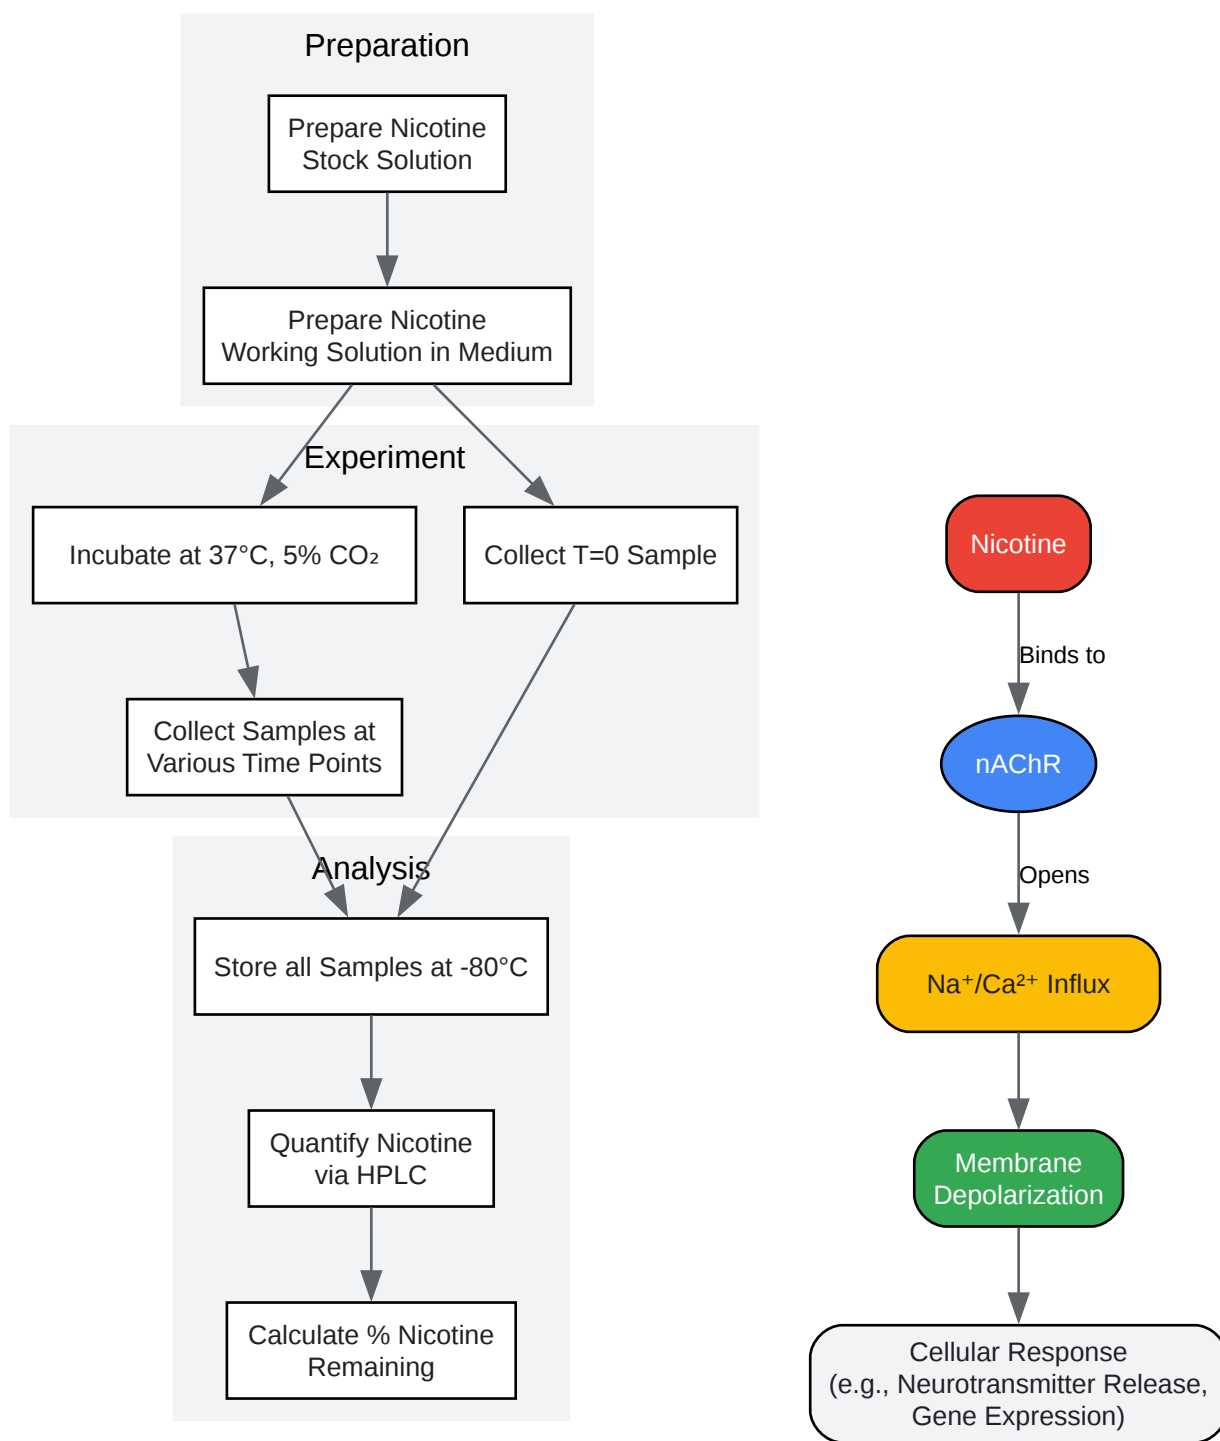 Preparation
Prepare Nicotine
Stock Solution
Prepare Nicotine
Working Solution in Medium
Experiment
Incubate at 37°C, 5% CO₂
Collect T=0 Sample
Collect Samples at
Various Time Points
Analysis
Store all Samples at -80°C
Quantify Nicotine
via HPLC
Calculate % Nicotine
Remaining
Nicotine
Binds to
nAChR
Opens
Na⁺/Ca²⁺ Influx
Membrane
Depolarization
Cellular Response
(e.g., Neurotransmitter Release,
Gene Expression)